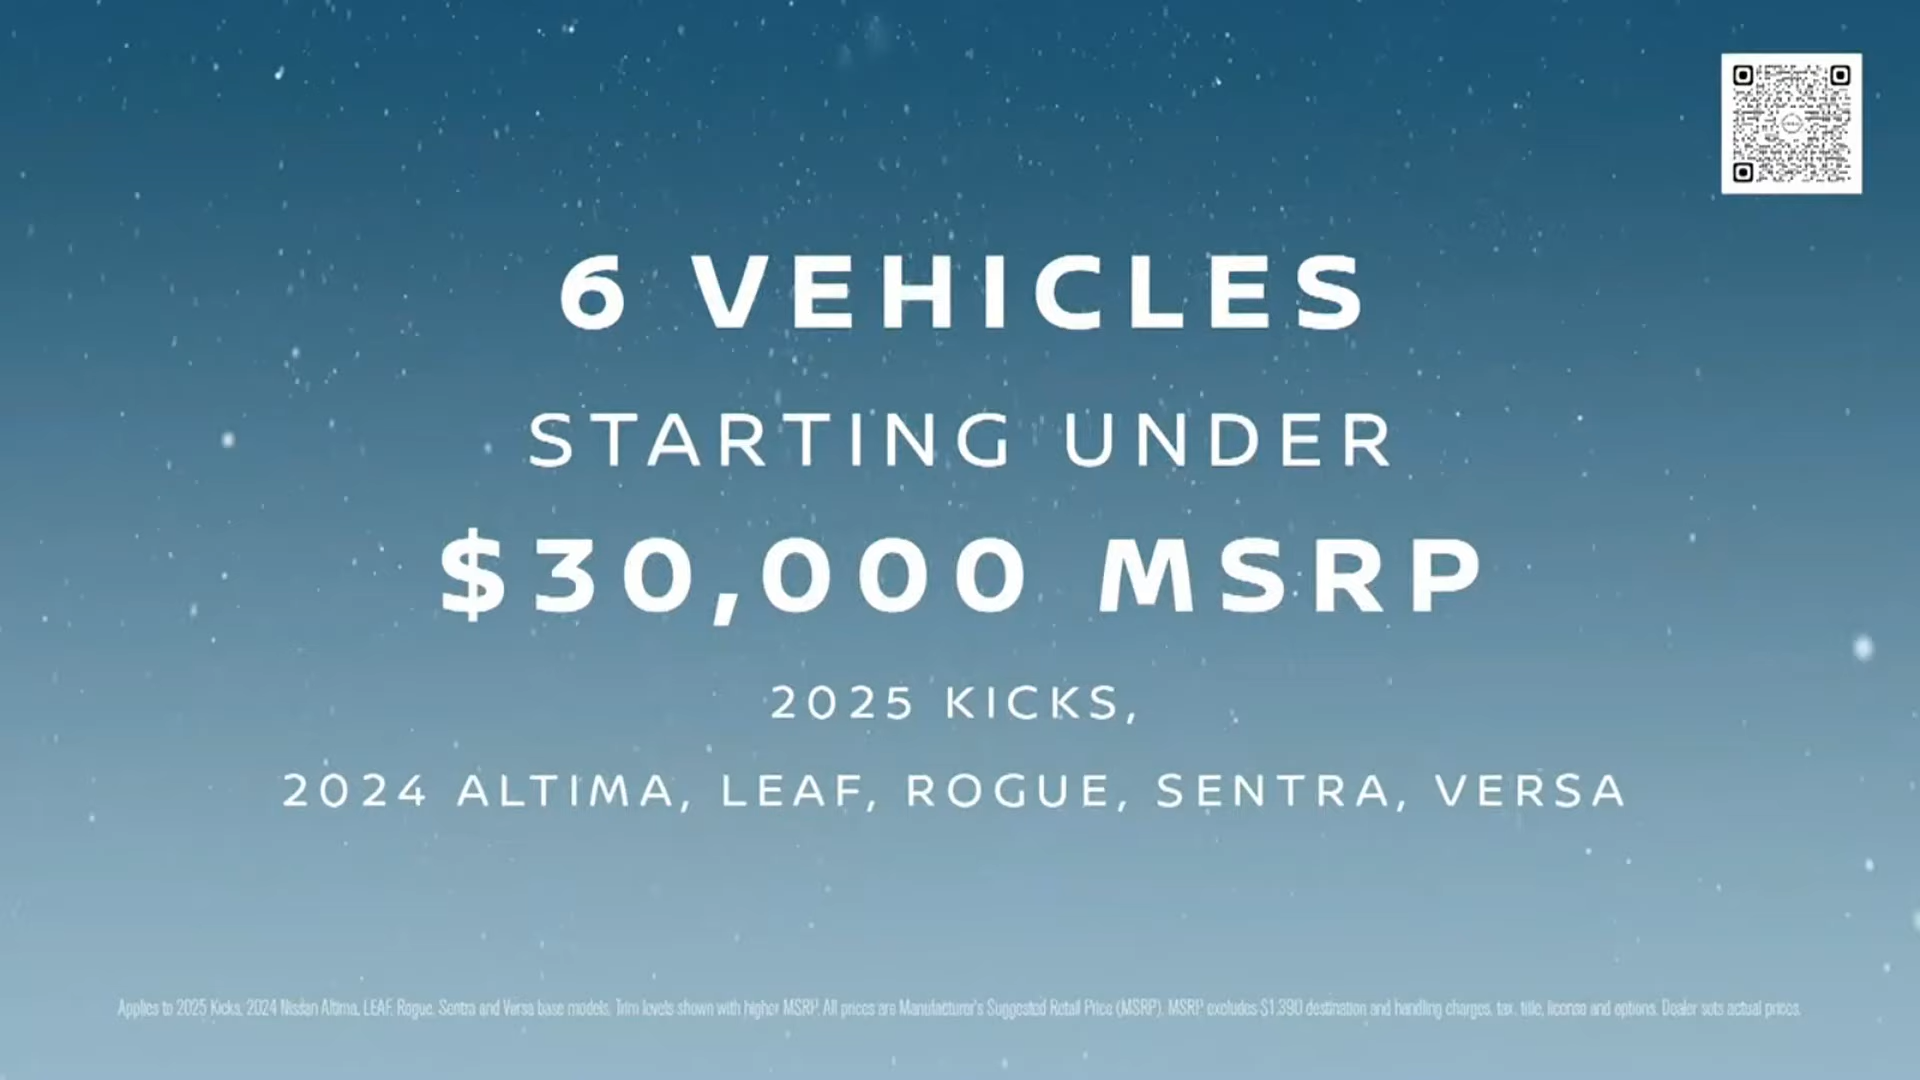 6 VEHICLES
STARTING UNDER
$30,000 MSRP
2025 KICKS,
2024 ALTIMA, LEAF, ROGUE, SENTRA, VERSA
Applies to 2025 Kicks, 2024 Nissan Altima, LEAF, Rogue, Sentra and Versa base models. Trim levels shown with higher MSRP. All prices are Manufacturer's Suggested Retail Price (MSRP). MSRP excludes $1,390 destination and handling charges, tax, title, license and options. Dealer sets actual prices.